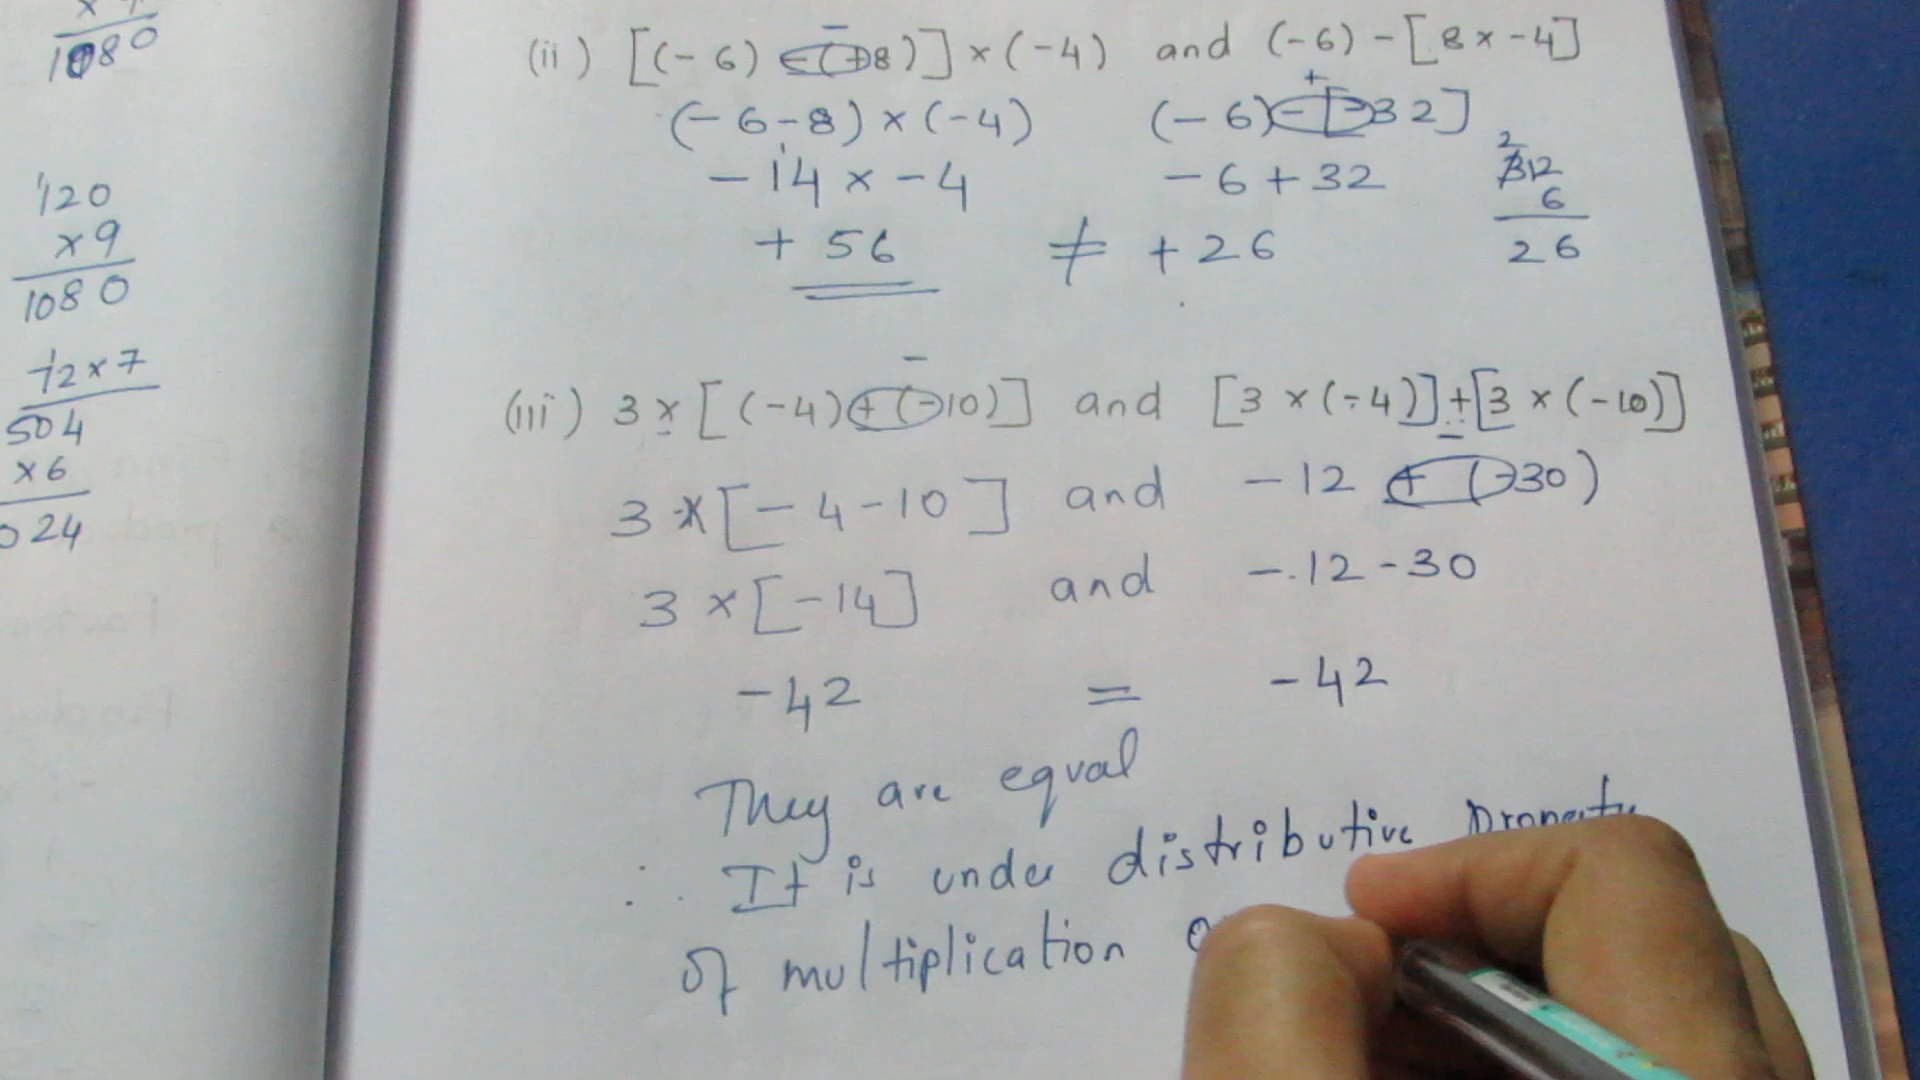 1080
120
×9
1080
72×7
504
×6
024
(ii) [(-6) -(+8)]×(-4) and (-6)-[8×-4]
(-6-8)×(-4) (-6)-[-32]
-14 × -4 -6+32
+56 ≠ +26
2
312
6
26
(iii) 3×[(-4)+(-10)] and [3×(-4)]+[3×(-10)]
3×[-4-10] and -12 +(-30)
3×[-14] and -12-30
-42 = -42
They are equal
∴ It is under distributive property
of multiplication